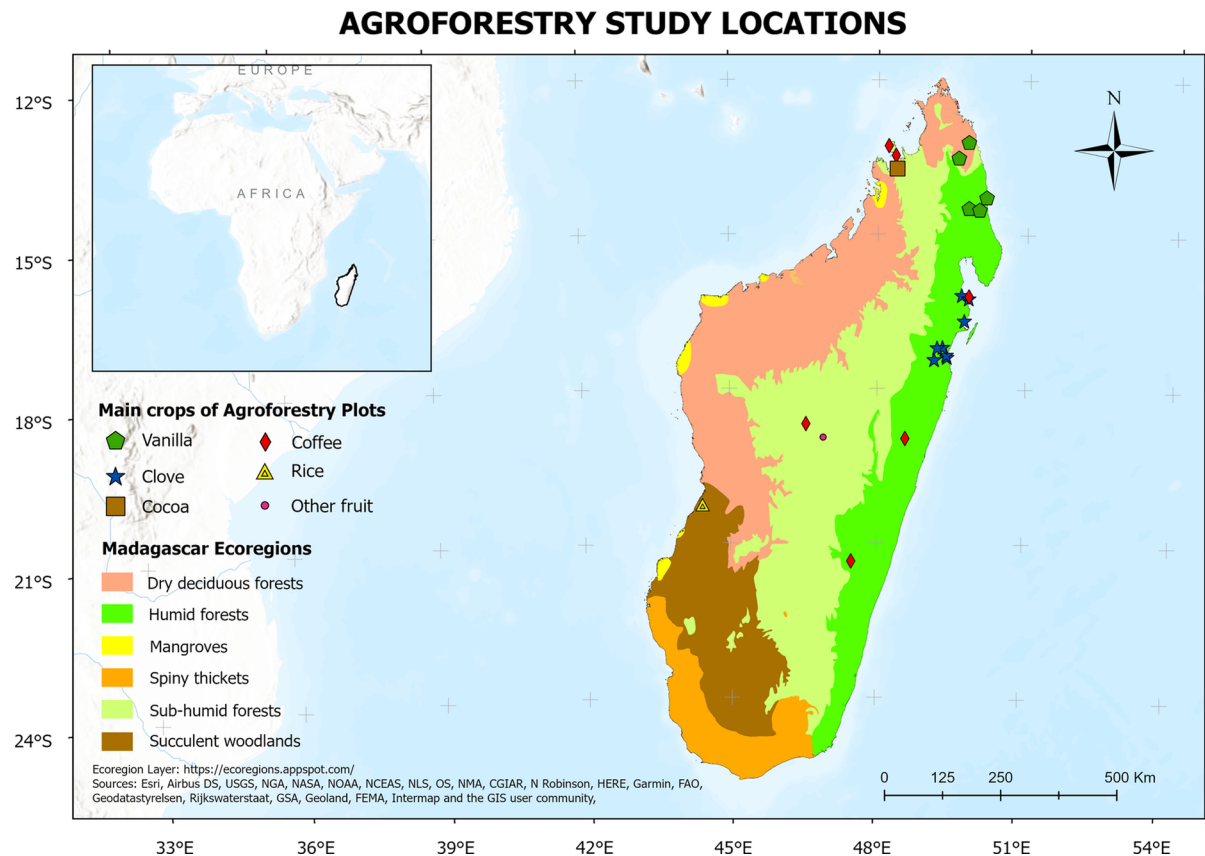 AGROFORESTRY STUDY LOCATIONS
EUROPE
AFRICA
N
12°S
15°S
18°S
21°S
24°S
Main crops of Agroforestry Plots
Vanilla
Coffee
Clove
Rice
Cocoa
Other fruit
Madagascar Ecoregions
Dry deciduous forests
Humid forests
Mangroves
Spiny thickets
Sub-humid forests
Succulent woodlands
Ecoregion Layer: https://ecoregions.appspot.com/
Sources: Esri, Airbus DS, USGS, NGA, NASA, NOAA, NCEAS, NLS, OS, NMA, CGIAR, N Robinson, HERE, Garmin, FAO,
Geodatastyrelsen, Rijkswaterstaat, GSA, Geoland, FEMA, Intermap and the GIS user community,
0 125 250 500 Km
33°E 36°E 39°E 42°E 45°E 48°E 51°E 54°E